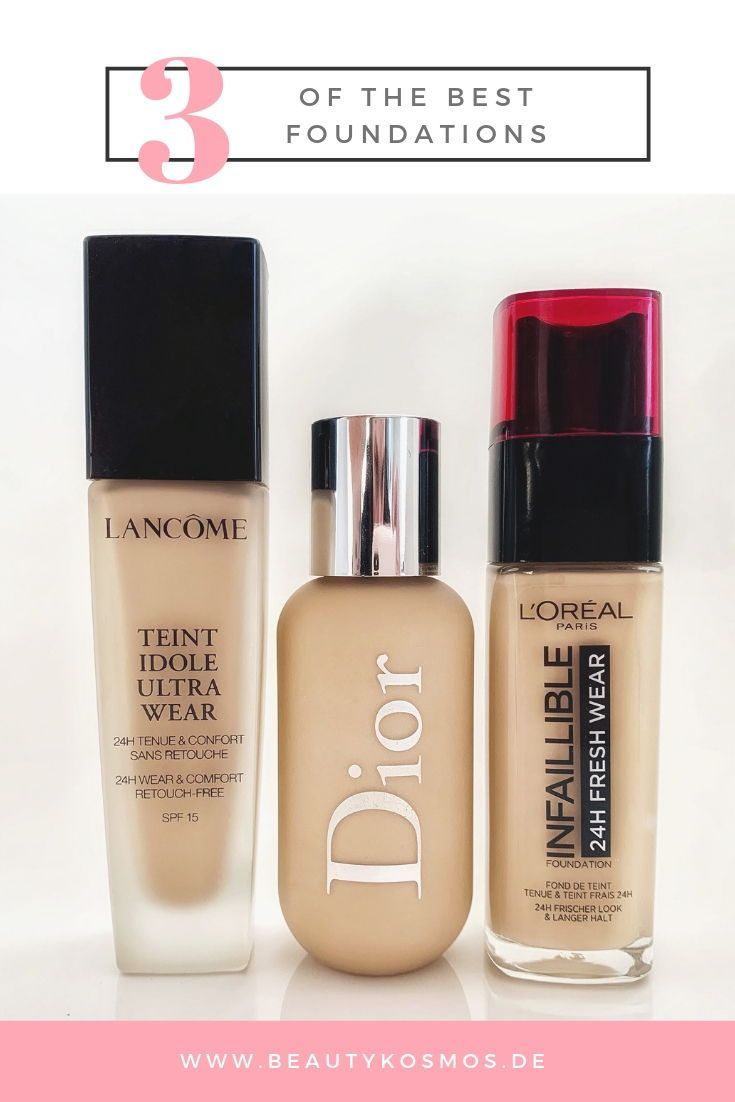 3
OF THE BEST
FOUNDATIONS
LANCÔME
TEINT
IDOLE
ULTRA
WEAR
24H TENUE & CONFORT
SANS RETOUCHE
24H WEAR & COMFORT
RETOUCH-FREE
SPF 15
Dior
L'ORÉAL
PARiS
INFAILLIBLE
24H FRESH WEAR
FOUNDATION
FOND DE TEINT
TENUE & TEINT FRAIS 24H
24H FRISCHER LOOK
& LANGER HALT
WWW.BEAUTYKOSMOS.DE